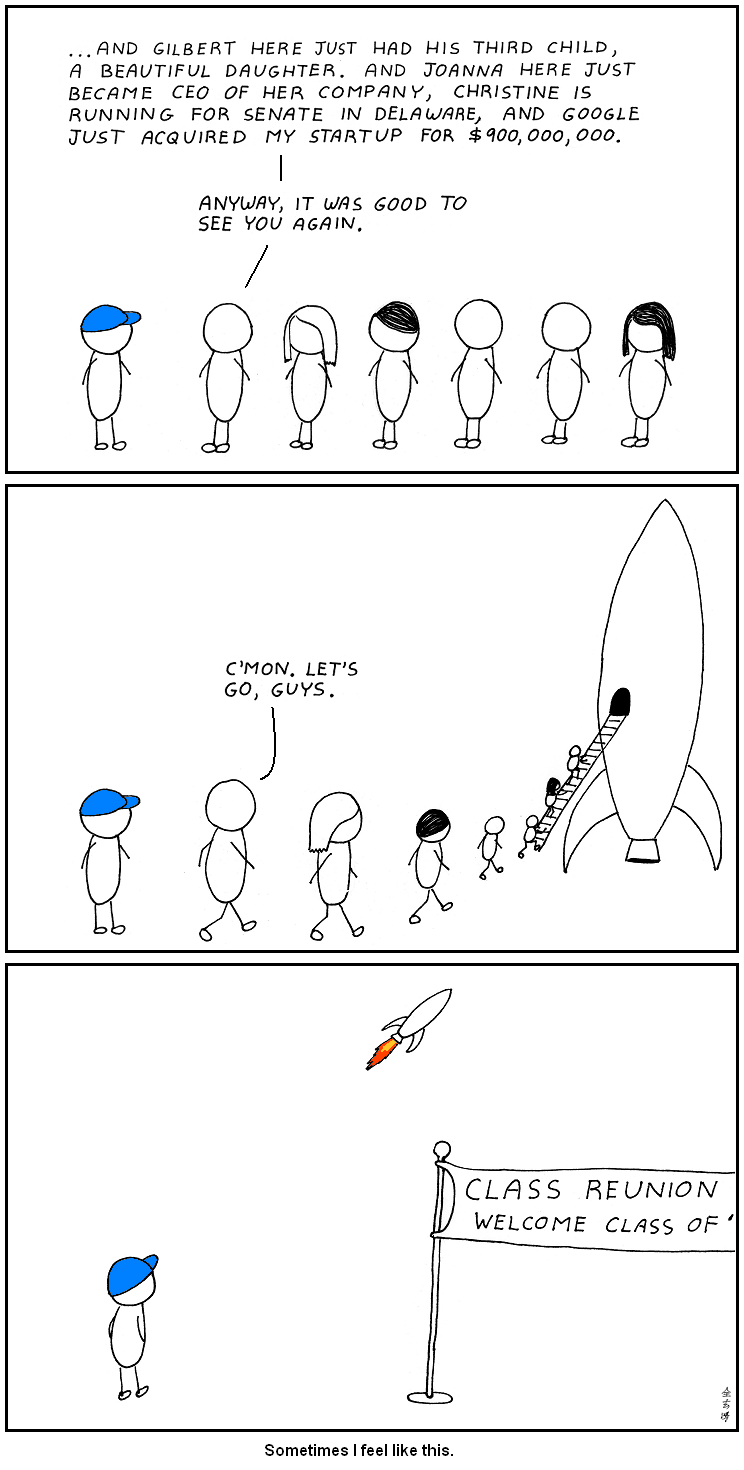 ...AND GILBERT HERE JUST HAD HIS THIRD CHILD,
A BEAUTIFUL DAUGHTER. AND JOANNA HERE JUST
BECAME CEO OF HER COMPANY, CHRISTINE IS
RUNNING FOR SENATE IN DELAWARE, AND GOOGLE
JUST ACQUIRED MY STARTUP FOR $900,000,000.
ANYWAY, IT WAS GOOD TO
SEE YOU AGAIN.
C'MON. LET'S
GO, GUYS.
CLASS REUNION
WELCOME CLASS OF '
Sometimes I feel like this.